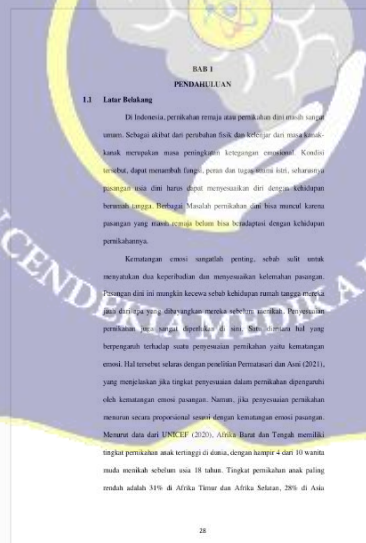 BAB 1
PENDAHULUAN
1.1 Latar Belakang
Di Indonesia, pernikahan remaja atau pernikahan dini masih sangat
umum. Sebagai akibat dari perubahan fisik dan kelenjar dari masa kanak-
kanak merupakan masa peningkatan ketegangan emosional. Kondisi
tersebut, dapat menambah fungsi, peran dan tugas suami istri, seharusnya
pasangan usia dini harus dapat menyesuaikan diri dengan kehidupan
berumah tangga. Berbagai Masalah pernikahan dini bisa muncul karena
pasangan yang masih remaja belum bisa beradaptasi dengan kehidupan
pernikahannya.
Kematangan emosi sangatlah penting, sebab sulit untuk
menyatukan dua kepribadian dan menyesuaikan kelemahan pasangan.
Pasangan dini ini mungkin kecewa sebab kehidupan rumah tangga mereka
jauh dari apa yang dibayangkan mereka sebelum menikah. Penyesuaian
pernikahan juga sangat diperlukan di sini. Satu diantara hal yang
berpengaruh terhadap suatu penyesuaian pernikahan yaitu kematangan
emosi. Hal tersebut selaras dengan penelitian Permatasari dan Asni (2021),
yang menjelaskan jika tingkat penyesuaian dalam pernikahan dipengaruhi
oleh kematangan emosi pasangan. Namun, jika penyesuaian pernikahan
menurun secara proporsional sesuai dengan kematangan emosi pasangan.
Menurut data dari UNICEF (2020), Afrika Barat dan Tengah memiliki
tingkat pernikahan anak tertinggi di dunia, dengan hampir 4 dari 10 wanita
muda menikah sebelum usia 18 tahun. Tingkat pernikahan anak paling
rendah adalah 31% di Afrika Timur dan Afrika Selatan, 28% di Asia
28
CENDEKIA MANDIKA